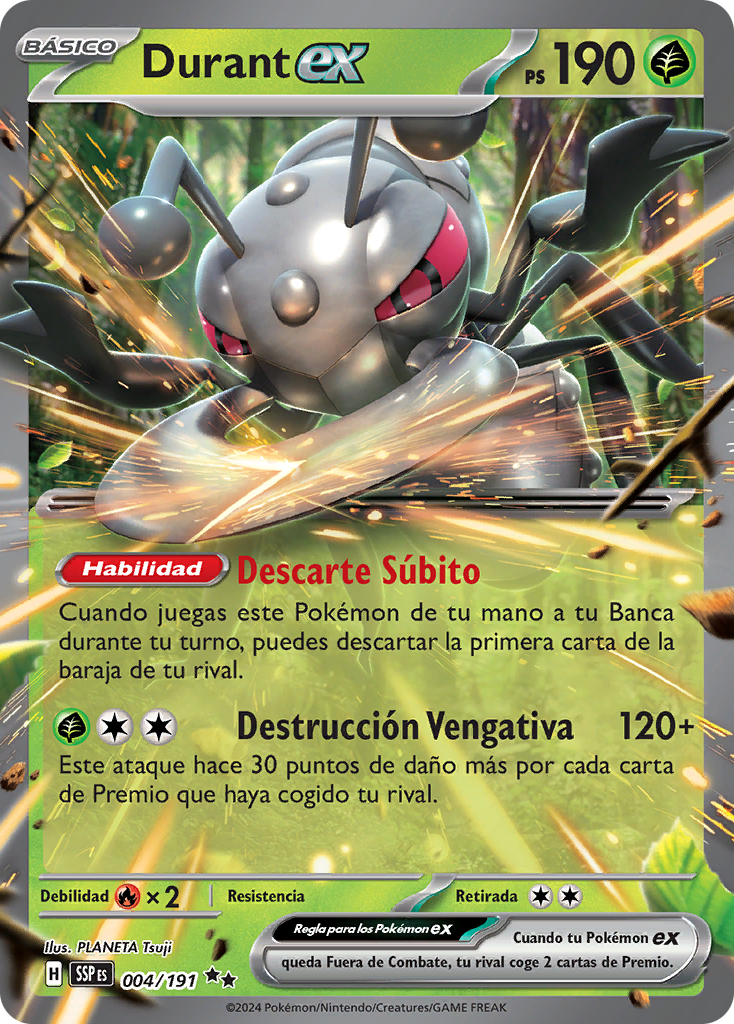 BÁSICO
Durant ex
PS 190
Habilidad Descarte Súbito
Cuando juegas este Pokémon de tu mano a tu Banca
durante tu turno, puedes descartar la primera carta de la
baraja de tu rival.
Destrucción Vengativa 120+
Este ataque hace 30 puntos de daño más por cada carta
de Premio que haya cogido tu rival.
Debilidad ×2 Resistencia Retirada
Ilus. PLANETA Tsuji
Regla para los Pokémon ex
Cuando tu Pokémon ex
queda Fuera de Combate, tu rival coge 2 cartas de Premio.
H SSP ES 004/191
©2024 Pokémon/Nintendo/Creatures/GAME FREAK